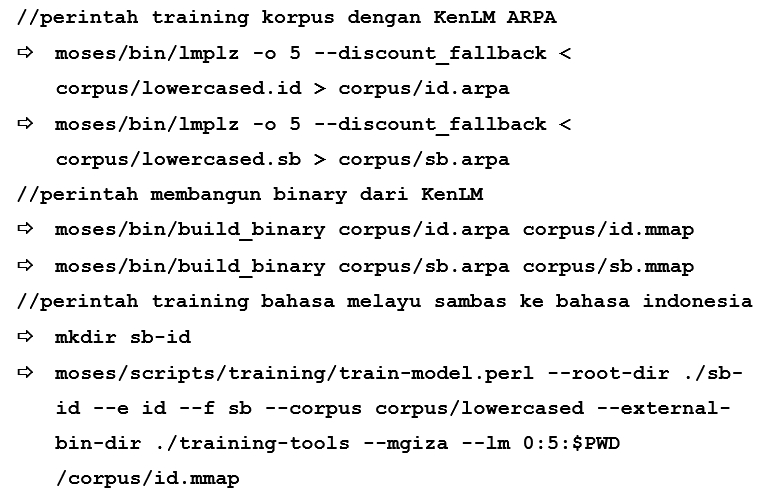 //perintah training korpus dengan KenLM ARPA
⇨ moses/bin/lmplz -o 5 --discount_fallback <
corpus/lowercased.id > corpus/id.arpa
⇨ moses/bin/lmplz -o 5 --discount_fallback <
corpus/lowercased.sb > corpus/sb.arpa
//perintah membangun binary dari KenLM
⇨ moses/bin/build_binary corpus/id.arpa corpus/id.mmap
⇨ moses/bin/build_binary corpus/sb.arpa corpus/sb.mmap
//perintah training bahasa melayu sambas ke bahasa indonesia
⇨ mkdir sb-id
⇨ moses/scripts/training/train-model.perl --root-dir ./sb-
id --e id --f sb --corpus corpus/lowercased --external-
bin-dir ./training-tools --mgiza --lm 0:5:$PWD
/corpus/id.mmap